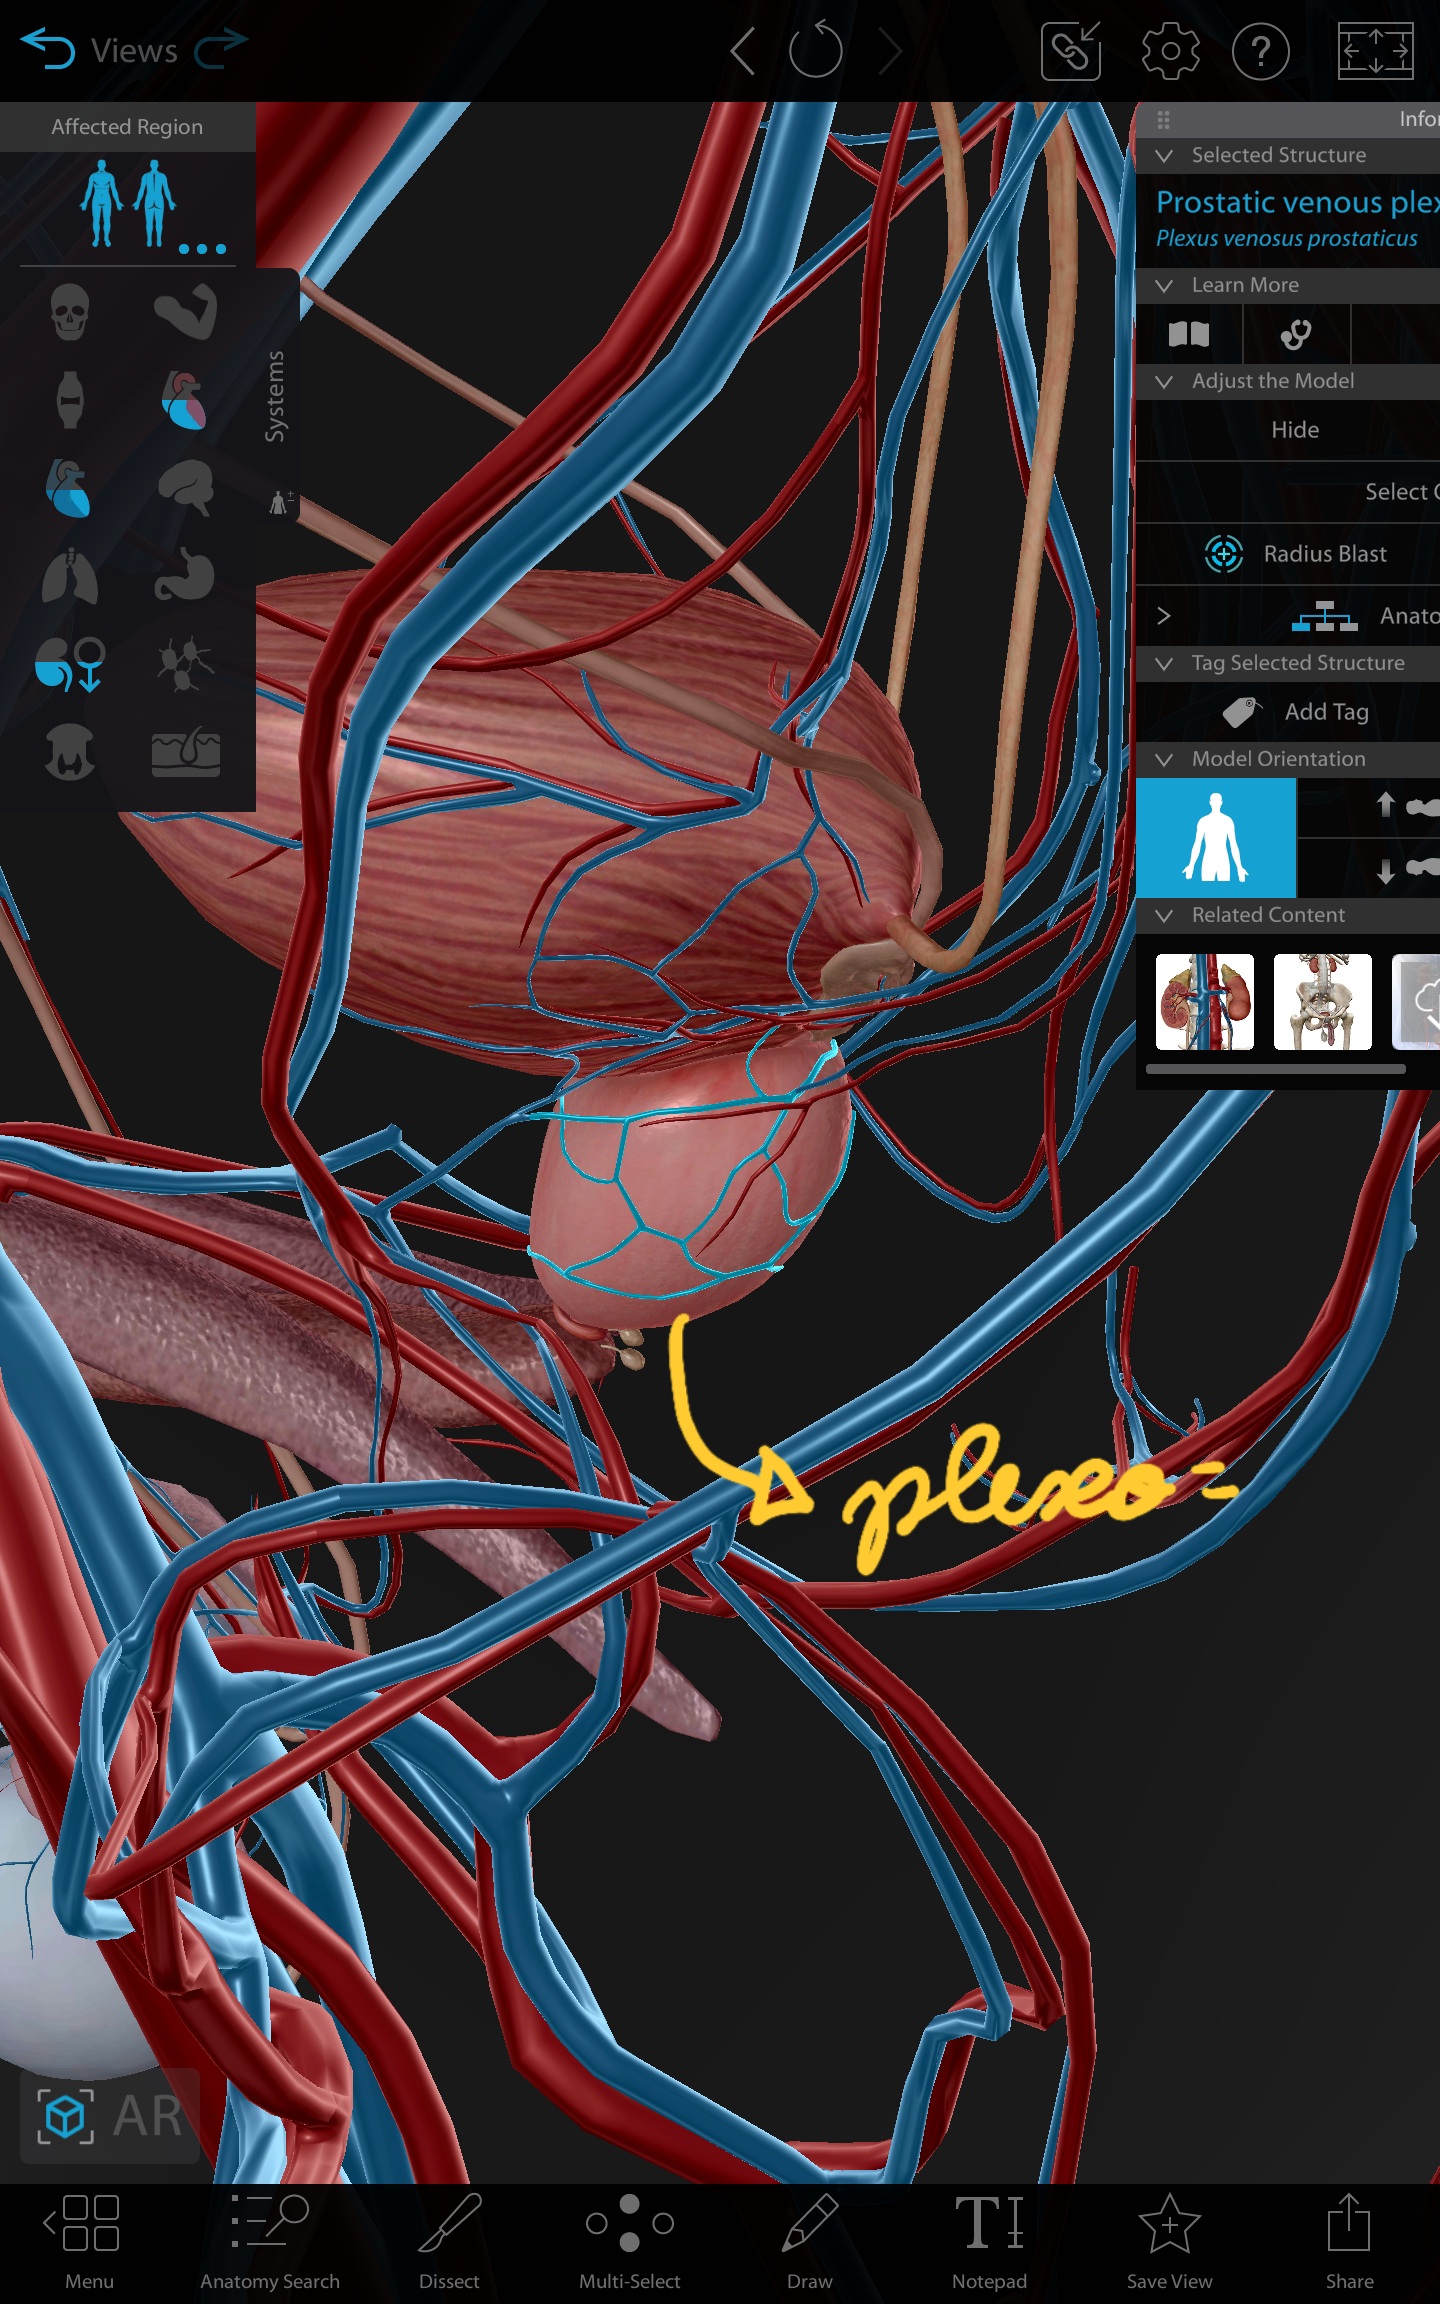 Views
Affected Region
Systems
Infor
Selected Structure
Prostatic venous plex
Plexus venosus prostaticus
Learn More
Adjust the Model
Hide
Select
Radius Blast
Anato
Tag Selected Structure
Add Tag
Model Orientation
Related Content
plexo =
AR
Menu
Anatomy Search
Dissect
Multi-Select
Draw
Notepad
Save View
Share